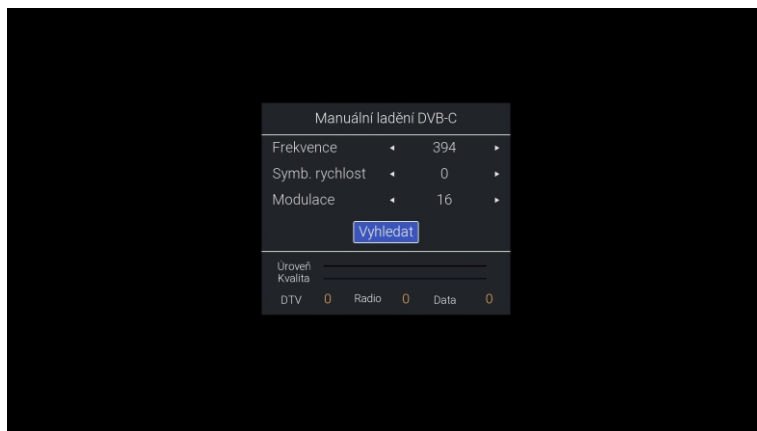 Manuální ladění DVB-C
Frekvence ◂ 394 ▸
Symb. rychlost ◂ 0 ▸
Modulace ◂ 16 ▸
Vyhledat
Úroveň
Kvalita
DTV 0 Radio 0 Data 0